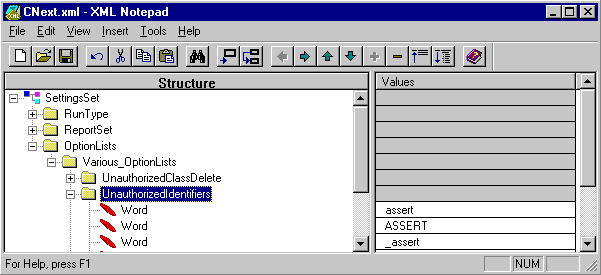 CNext.xml - XML Notepad
File Edit View Insert Tools Help
Structure
Values
SettingsSet
RunType
ReportSet
OptionLists
Various_OptionLists
UnauthorizedClassDelete
UnauthorizedIdentifiers
Word
assert
Word
ASSERT
Word
_assert
For Help, press F1
NUM